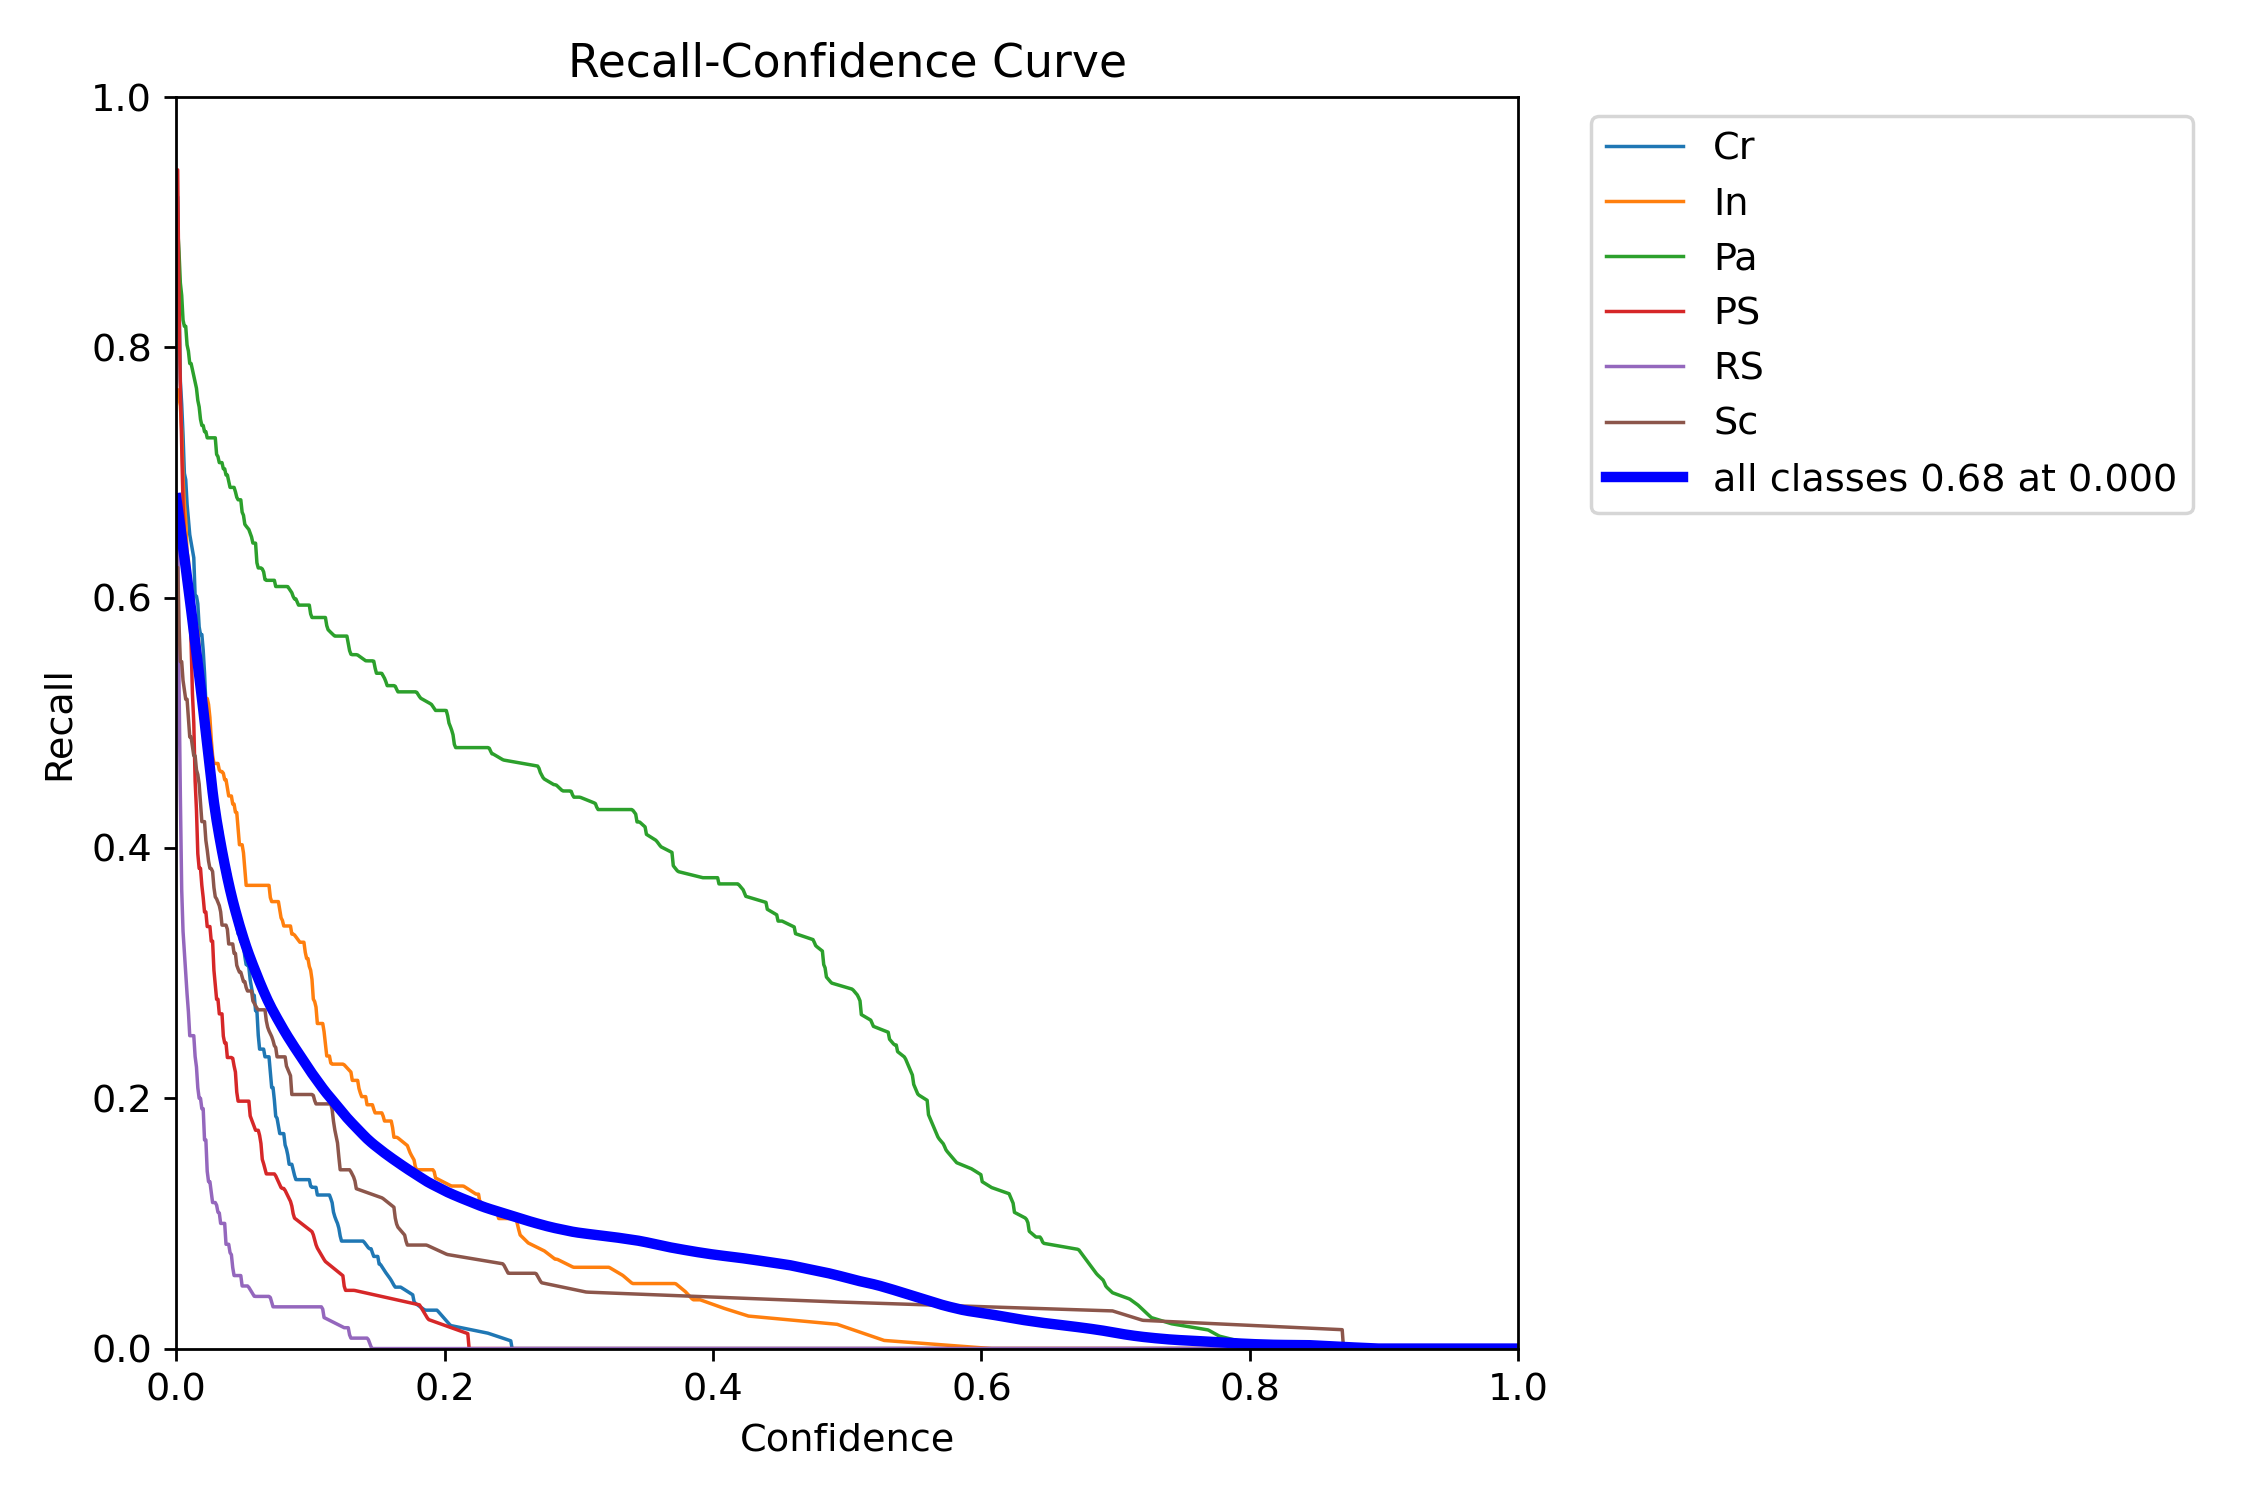 Recall-Confidence Curve
1.0
0.8
0.6
0.4
0.2
0.0
Recall
0.0 0.2 0.4 0.6 0.8 1.0
Confidence
Cr
In
Pa
PS
RS
Sc
all classes 0.68 at 0.000